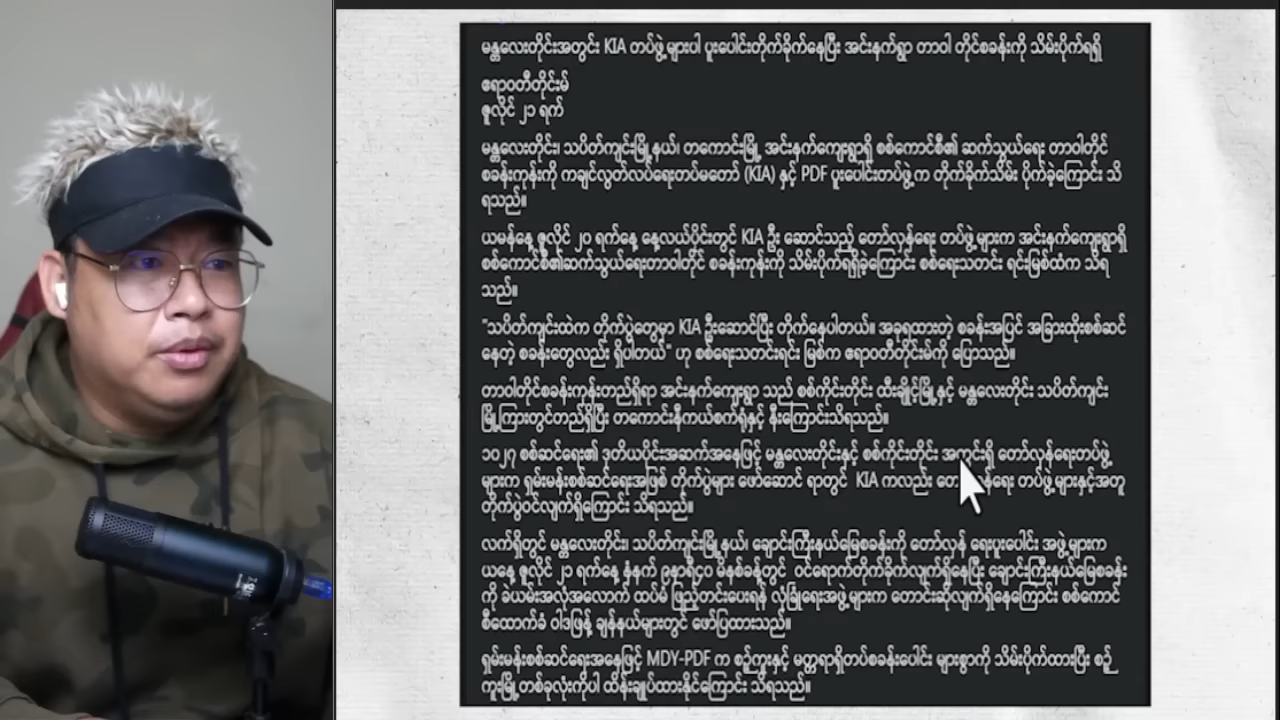 မန္တလေးတိုင်းအတွင်း KIA တပ်ဖွဲ့များပါ ပူးပေါင်းတိုက်ခိုက်နေပြီး အင်းနက်ရွာ တာဝါ တိုင်စခန်းကို သိမ်းပိုက်ရရှိ
ဧရာဝတီတိုင်းမ်
ဇူလိုင် ၂၁ ရက်
မန္တလေးတိုင်း၊ သပိတ်ကျင်းမြို့နယ်၊ တကောင်းမြို့ အင်းနက်ကျေးရွာရှိ စစ်ကောင်စီ၏ ဆက်သွယ်ရေး တာဝါတိုင်
စခန်းကုန်းကို ကချင်လွတ်လပ်ရေးတပ်မတော် (KIA) နှင့် PDF ပူးပေါင်းတပ်ဖွဲ့က တိုက်ခိုက်သိမ်း ပိုက်ခဲ့ကြောင်း သိ
ရသည်။
ယမန်နေ့ ဇူလိုင် ၂၀ ရက်နေ့ နေ့လယ်ပိုင်းတွင် KIA ဦး ဆောင်သည့် တော်လှန်ရေး တပ်ဖွဲ့များက အင်းနက်ကျေးရွာရှိ
စစ်ကောင်စီ၏ဆက်သွယ်ရေးတာဝါတိုင် စခန်းကုန်းကို သိမ်းပိုက်ရရှိခဲ့ကြောင်း စစ်ရေးသတင်း ရင်းမြစ်ထံက သိရ
သည်။
"သပိတ်ကျင်းထဲက တိုက်ပွဲတွေမှာ KIA ဦးဆောင်ပြီး တိုက်နေပါတယ်။ အခုရထားတဲ့ စခန်းအပြင် အခြားထိုးစစ်ဆင်
နေတဲ့ စခန်းတွေလည်း ရှိပါတယ်" ဟု စစ်ရေးသတင်းရင်း မြစ်က ဧရာဝတီတိုင်းမ်ကို ပြောသည်။
တာဝါတိုင်စခန်းကုန်းတည်ရှိရာ အင်းနက်ကျေးရွာ သည် စစ်ကိုင်းတိုင်း ထီးချိုင့်မြို့နှင့် မန္တလေးတိုင်း သပိတ်ကျင်း
မြို့ကြားတွင်တည်ရှိပြီး တကောင်းနီကယ်စက်ရုံနှင့် နီးကြောင်းသိရသည်။
၁၀၂၇ စစ်ဆင်ရေး၏ ဒုတိယပိုင်းအဆက်အနေဖြင့် မန္တလေးတိုင်းနှင့် စစ်ကိုင်းတိုင်း အတွင်းရှိ တော်လှန်ရေးတပ်ဖွဲ့
များက ရှမ်းမန်းစစ်ဆင်ရေးအဖြစ် တိုက်ပွဲများ ဖော်ဆောင် ရာတွင် KIA ကလည်း တော်လှန်ရေး တပ်ဖွဲ့များနှင့်အတူ
တိုက်ပွဲဝင်လျက်ရှိကြောင်း သိရသည်။
လက်ရှိတွင် မန္တလေးတိုင်း၊ သပိတ်ကျင်းမြို့နယ်၊ ချောင်းကြီးနယ်မြေစခန်းကို တော်လှန် ရေးပူးပေါင်း အဖွဲ့များက
ယနေ့ ဇူလိုင် ၂၁ ရက်နေ့ နံနက် ၉နာရီ၄၀ မိနစ်ခန့်တွင် ဝင်ရောက်တိုက်ခိုက်လျက်ရှိနေပြီး ချောင်းကြီးနယ်မြေစခန်း
ကို ခဲယမ်းအလုံအလောက် ထပ်မံ ဖြည့်တင်းပေးရန် လုံခြုံရေးအဖွဲ့များက တောင်းဆိုလျက်ရှိနေကြောင်း စစ်ကောင်
စီထောက်ခံ ဝါဒဖြန့် ချန်နယ်များတွင် ဖော်ပြထားသည်။
ရှမ်းမန်းစစ်ဆင်ရေးအနေဖြင့် MDY-PDF က စဉ့်ကူးနှင့် မတ္တရာရှိတပ်စခန်းပေါင်း များစွာကို သိမ်းပိုက်ထားပြီး စဉ့်
ကူးမြို့တစ်ခုလုံးကိုပါ ထိန်းချုပ်ထားနိုင်ကြောင်း သိရသည်။